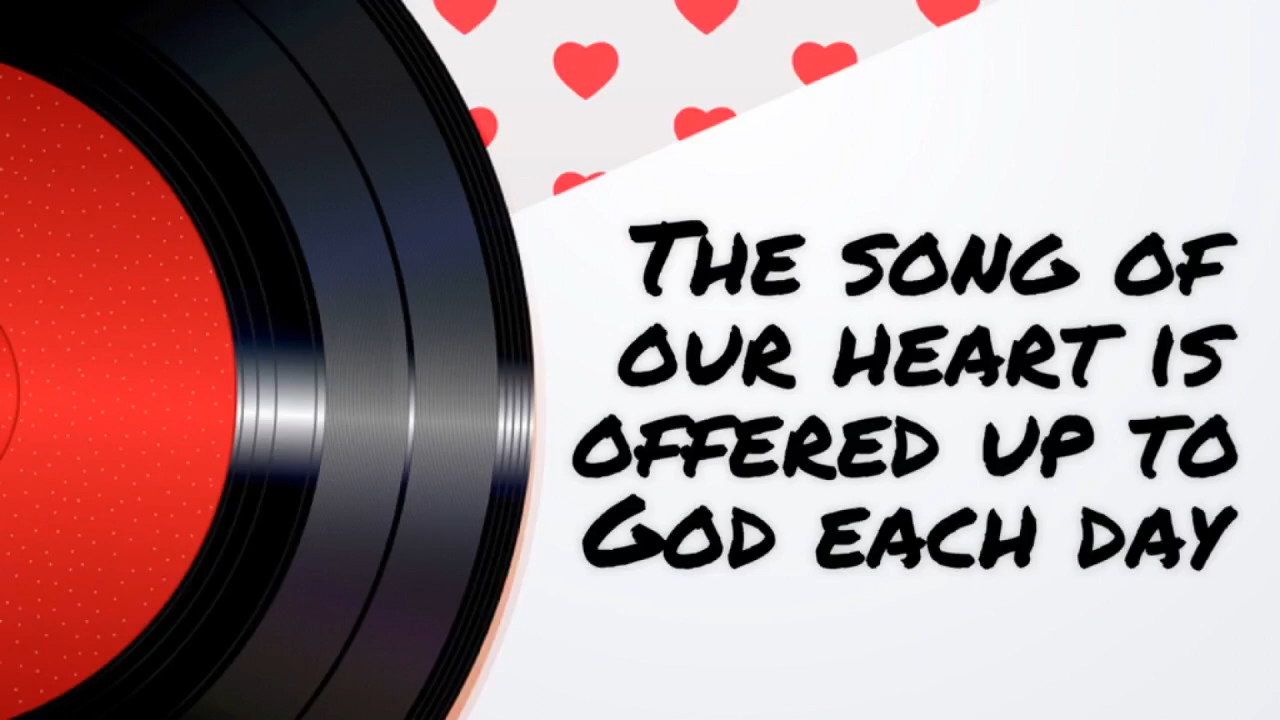 The song of
our heart is
offered up to
God each day